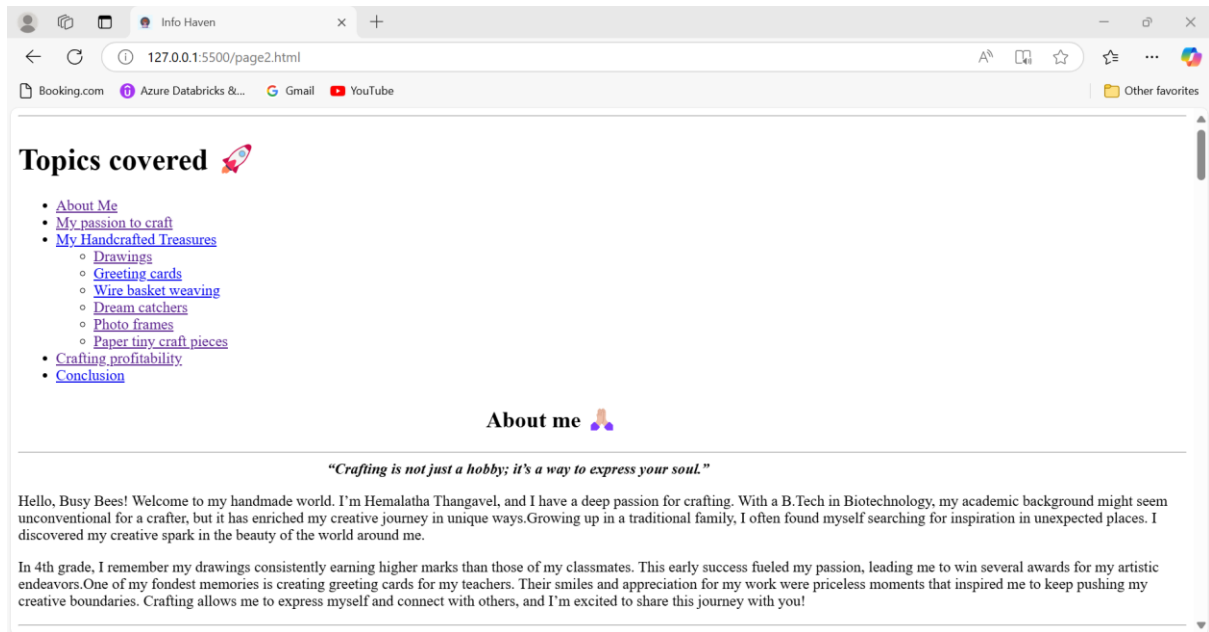 Info Haven
127.0.0.1:5500/page2.html
Booking.com Azure Databricks &... Gmail YouTube Other favorites
Topics covered 🚀
• About Me
• My passion to craft
• My Handcrafted Treasures
◦ Drawings
◦ Greeting cards
◦ Wire basket weaving
◦ Dream catchers
◦ Photo frames
◦ Paper tiny craft pieces
• Crafting profitability
• Conclusion
About me 🙏🏼
“Crafting is not just a hobby; it’s a way to express your soul.”
Hello, Busy Bees! Welcome to my handmade world. I’m Hemalatha Thangavel, and I have a deep passion for crafting. With a B.Tech in Biotechnology, my academic background might seem
unconventional for a crafter, but it has enriched my creative journey in unique ways.Growing up in a traditional family, I often found myself searching for inspiration in unexpected places. I
discovered my creative spark in the beauty of the world around me.
In 4th grade, I remember my drawings consistently earning higher marks than those of my classmates. This early success fueled my passion, leading me to win several awards for my artistic
endeavors.One of my fondest memories is creating greeting cards for my teachers. Their smiles and appreciation for my work were priceless moments that inspired me to keep pushing my
creative boundaries. Crafting allows me to express myself and connect with others, and I’m excited to share this journey with you!